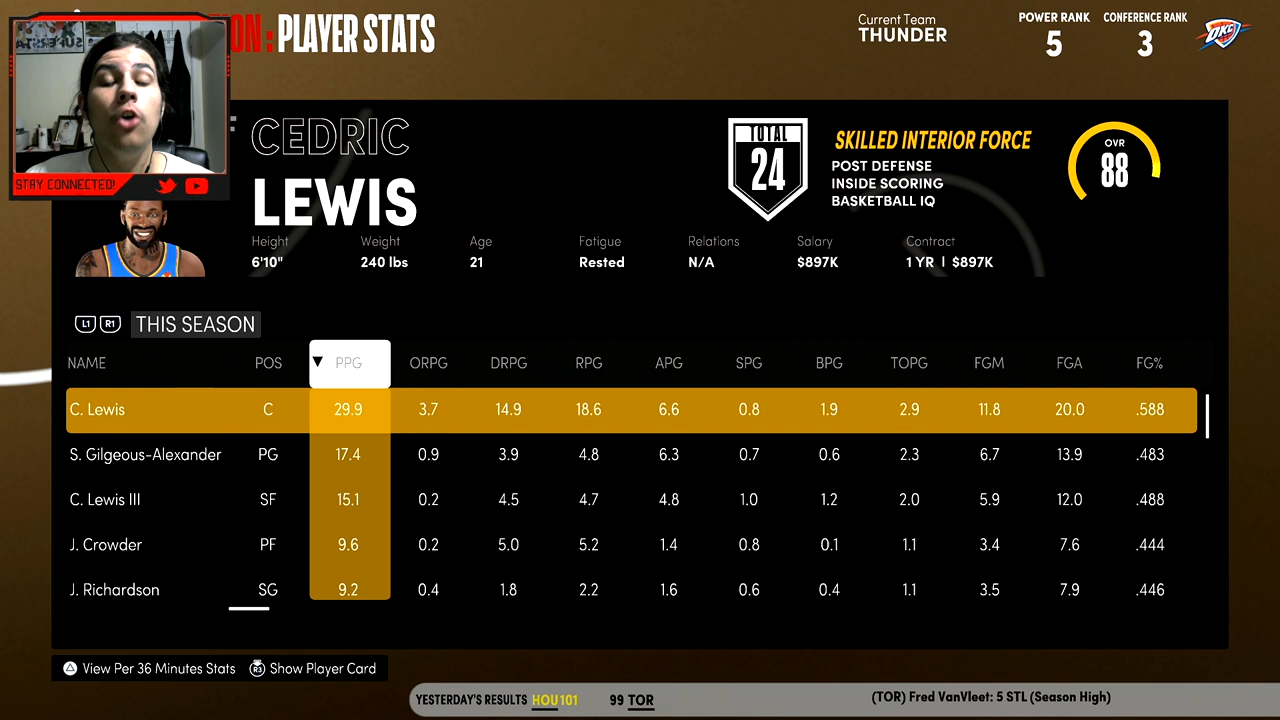 ON: PLAYER STATS
Current Team
THUNDER
POWER RANK
5
CONFERENCE RANK
3
OKC
STAY CONNECTED!
CEDRIC
LEWIS
TOTAL
24
SKILLED INTERIOR FORCE
POST DEFENSE
INSIDE SCORING
BASKETBALL IQ
OVR
88
Height Weight Age Fatigue Relations Salary Contract
6'10" 240 lbs 21 Rested N/A $897K 1 YR | $897K
L1 R1 THIS SEASON
NAME POS PPG ORPG DRPG RPG APG SPG BPG TOPG FGM FGA FG%
C. Lewis C 29.9 3.7 14.9 18.6 6.6 0.8 1.9 2.9 11.8 20.0 .588
S. Gilgeous-Alexander PG 17.4 0.9 3.9 4.8 6.3 0.7 0.6 2.3 6.7 13.9 .483
C. Lewis III SF 15.1 0.2 4.5 4.7 4.8 1.0 1.2 2.0 5.9 12.0 .488
J. Crowder PF 9.6 0.2 5.0 5.2 1.4 0.8 0.1 1.1 3.4 7.6 .444
J. Richardson SG 9.2 0.4 1.8 2.2 1.6 0.6 0.4 1.1 3.5 7.9 .446
View Per 36 Minutes Stats R3 Show Player Card
YESTERDAY'S RESULTS HOU 101 99 TOR (TOR) Fred VanVleet: 5 STL (Season High)